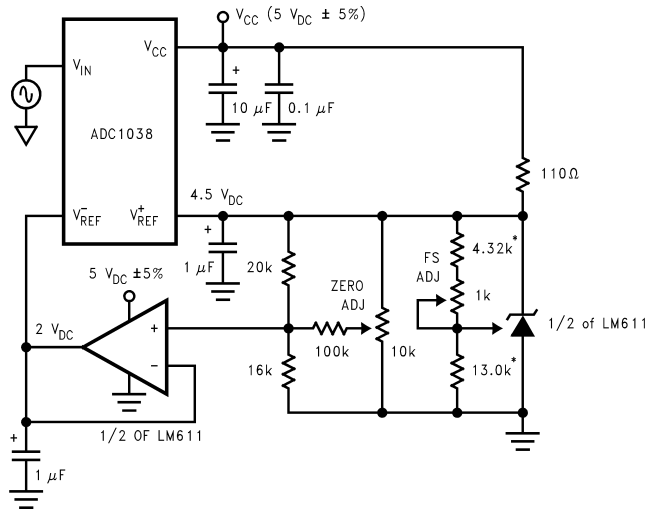 V_CC (5 V_DC ± 5%)
V_CC
V_IN
+
10 µF
0.1 µF
ADC1038
110Ω
4.5 V_DC
V⁻_REF
V⁺_REF
+
1 µF
20k
ZERO
ADJ
FS
ADJ
4.32k*
1k
5 V_DC ±5%
2 V_DC
+
−
100k
10k
1/2 of LM611
16k
13.0k*
1/2 OF LM611
+
1 µF